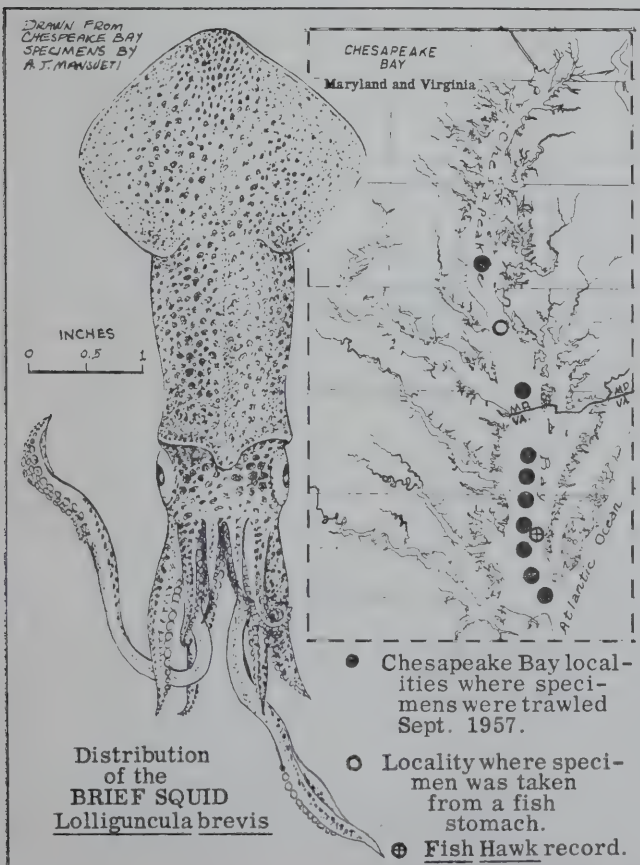 DRAWN FROM
CHESPEAKE BAY
SPECIMENS BY
A.J. MANSUETI
CHESAPEAKE
BAY
Maryland and Virginia
Chesapeake
INCHES
0 0.5 1
MD
VA.
MD
VA
Bay
Atlantic Ocean
Chesapeake Bay local-
ities where speci-
mens were trawled
Sept. 1957.
Locality where speci-
men was taken
from a fish
stomach.
Fish Hawk record.
Distribution
of the
BRIEF SQUID
Lolliguncula brevis